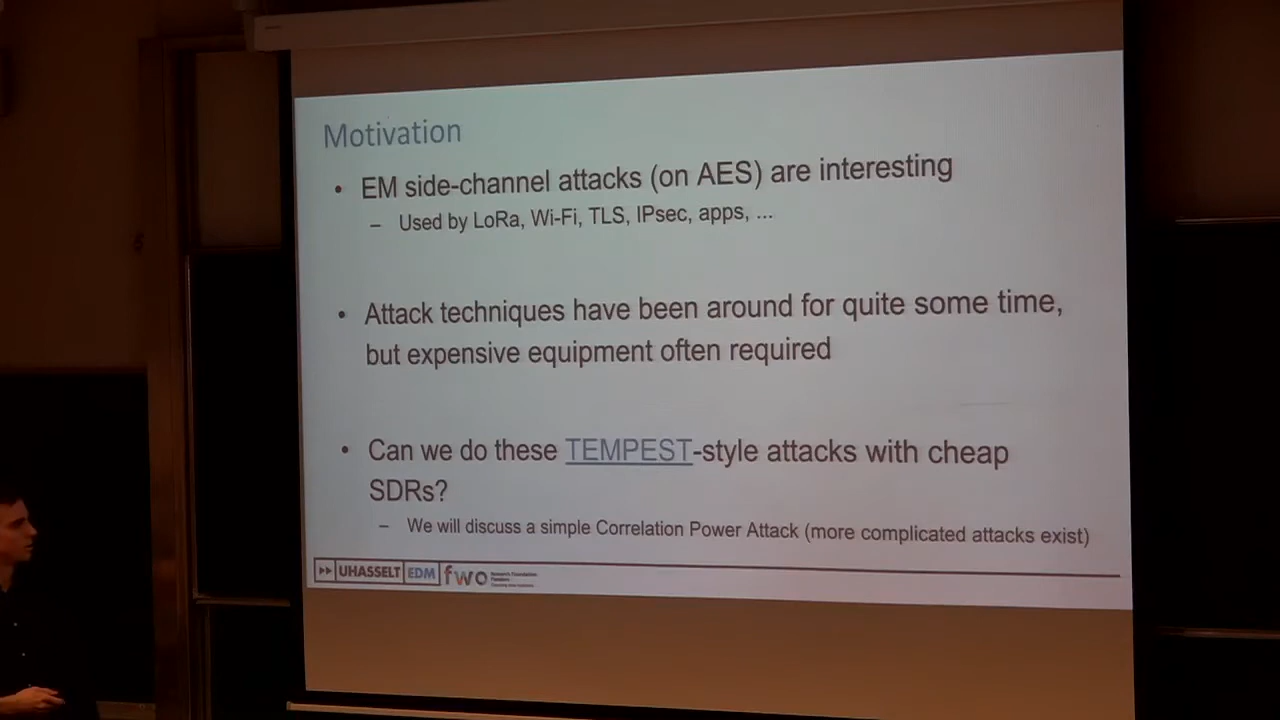 Motivation
• EM side-channel attacks (on AES) are interesting
– Used by LoRa, Wi-Fi, TLS, IPsec, apps, ...
• Attack techniques have been around for quite some time,
but expensive equipment often required
• Can we do these TEMPEST-style attacks with cheap
SDRs?
– We will discuss a simple Correlation Power Attack (more complicated attacks exist)
UHASSELT EDM fwo